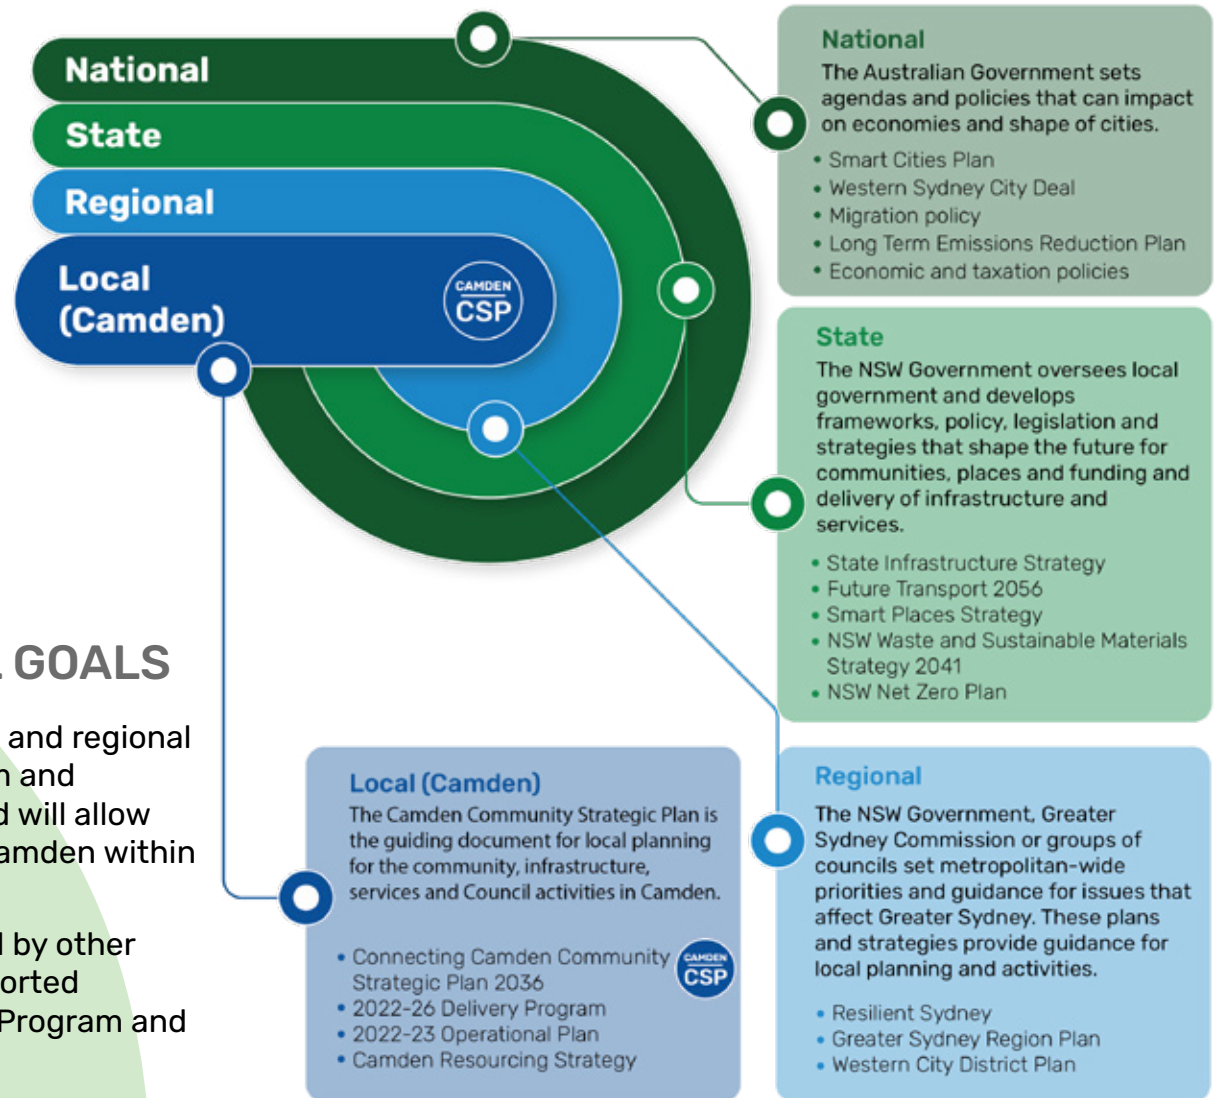 National
State
Regional
Local
(Camden)
CAMDEN
CSP
National
The Australian Government sets
agendas and policies that can impact
on economies and shape of cities.
• Smart Cities Plan
• Western Sydney City Deal
• Migration policy
• Long Term Emissions Reduction Plan
• Economic and taxation policies
State
The NSW Government oversees local
government and develops
frameworks, policy, legislation and
strategies that shape the future for
communities, places and funding and
delivery of infrastructure and
services.
• State Infrastructure Strategy
• Future Transport 2056
• Smart Places Strategy
• NSW Waste and Sustainable Materials
Strategy 2041
• NSW Net Zero Plan
GOALS
and regional
and
will allow
amden within
by other
orted
Program and
Local (Camden)
The Camden Community Strategic Plan is
the guiding document for local planning
for the community, infrastructure,
services and Council activities in Camden.
• Connecting Camden Community
Strategic Plan 2036
• 2022-26 Delivery Program
• 2022-23 Operational Plan
• Camden Resourcing Strategy
CAMDEN
CSP
Regional
The NSW Government, Greater
Sydney Commission or groups of
councils set metropolitan-wide
priorities and guidance for issues that
affect Greater Sydney. These plans
and strategies provide guidance for
local planning and activities.
• Resilient Sydney
• Greater Sydney Region Plan
• Western City District Plan